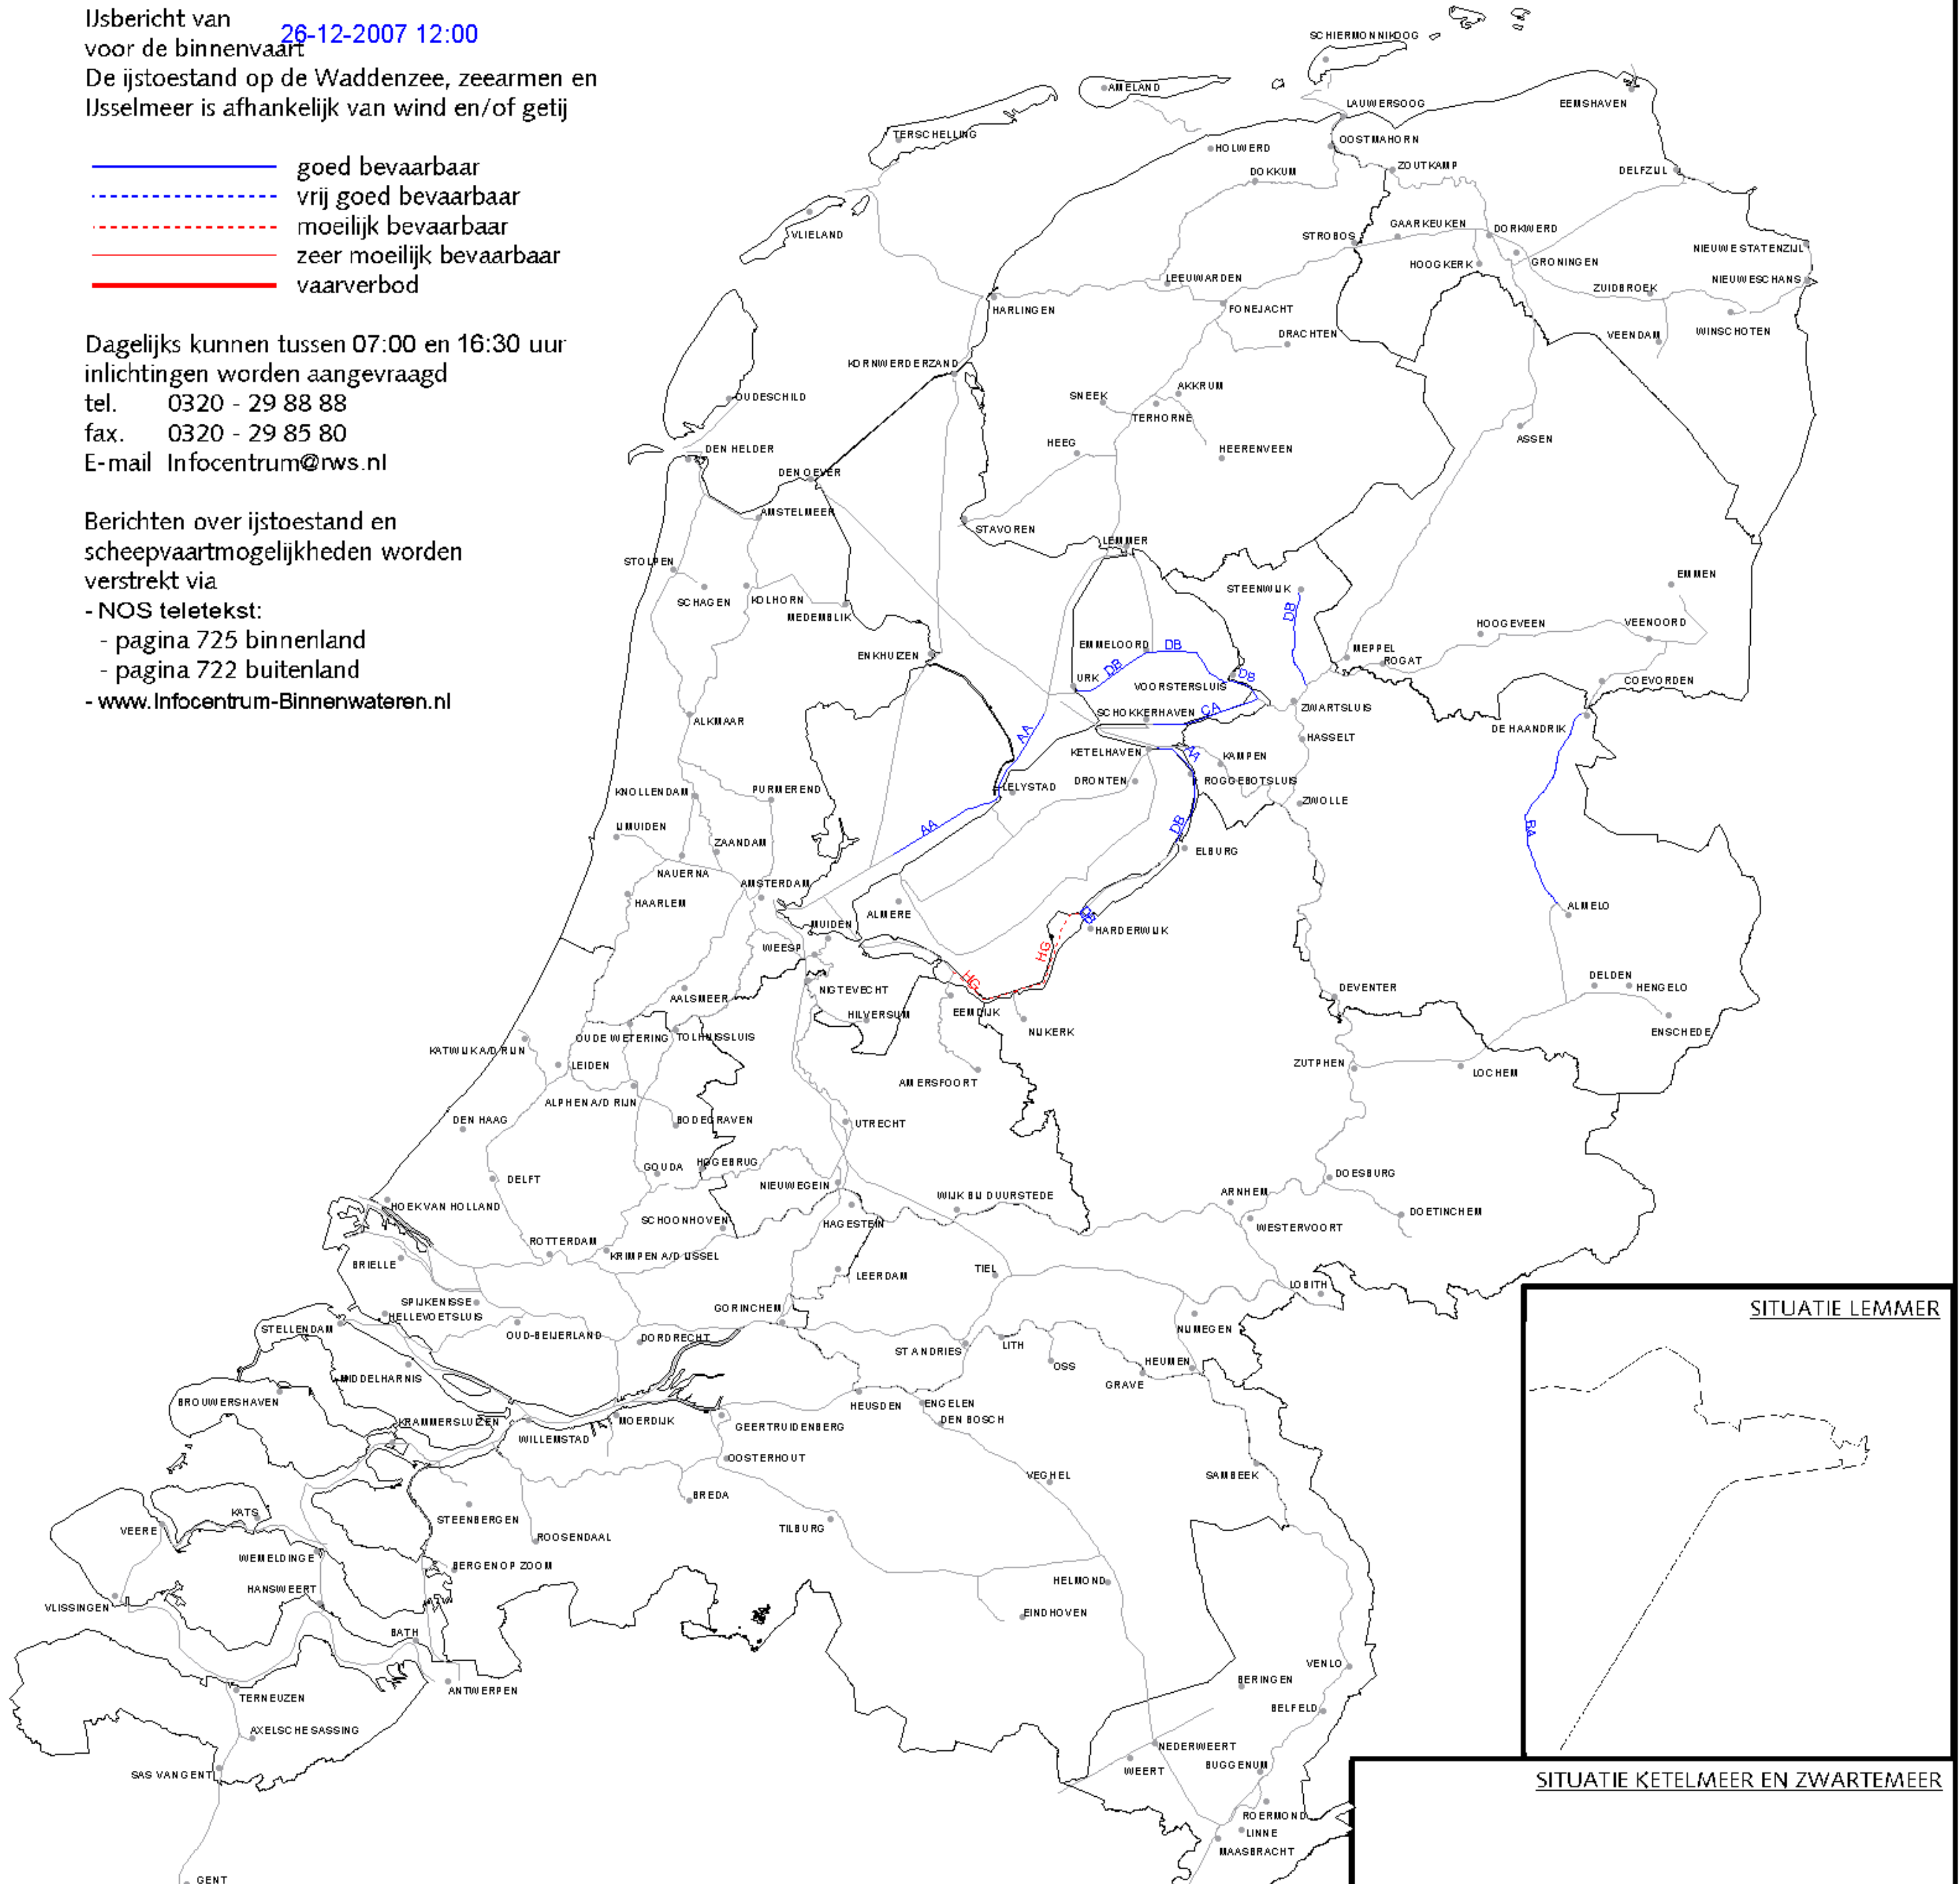 IJsbericht van
26-12-2007 12:00
voor de binnenvaart
De ijstoestand op de Waddenzee, zeearmen en
IJsselmeer is afhankelijk van wind en/of getij
goed bevaarbaar
vrij goed bevaarbaar
moeilijk bevaarbaar
zeer moeilijk bevaarbaar
vaarverbod
Dagelijks kunnen tussen 07:00 en 16:30 uur
inlichtingen worden aangevraagd
tel. 0320 - 29 88 88
fax. 0320 - 29 85 80
E-mail Infocentrum@rws.nl
Berichten over ijstoestand en
scheepvaartmogelijkheden worden
verstrekt via
- NOS teletekst:
- pagina 725 binnenland
- pagina 722 buitenland
- www.Infocentrum-Binnenwateren.nl
SCHIERMONNIKOOG
AMELAND
LAUWERSOOG
EEMSHAVEN
TERSCHELLING
OOSTMAHORN
HOLWERD
ZOUTKAMP
DOKKUM
DELFZIJL
VLIELAND
GAARKEUKEN
DORKWERD
STROBOS
NIEUWE STATENZIJL
HOOGKERK
GRONINGEN
LEEUWARDEN
ZUIDBROEK
NIEUWESCHANS
HARLINGEN
FONEJACHT
DRACHTEN
VEENDAM
WINSCHOTEN
KORNWERDERZAND
OUDESCHILD
SNEEK
AKKRUM
TERHORNE
ASSEN
DEN HELDER
HEEG
HEERENVEEN
DEN OEVER
AMSTELMEER
STAVOREN
LEMMER
STOLPEN
SCHAGEN
KOLHORN
MEDEMBLIK
STEENWIJK
EMMEN
DB
HOOGEVEEN
VEENOORD
ENKHUIZEN
EMMELOORD
DB
MEPPEL
ROGAT
DB
DB
URK
VOORSTERSLUIS
COEVORDEN
ALKMAAR
SCHOKKERHAVEN
CA
ZWARTSLUIS
DE HAANDRIK
AA
HASSELT
KETELHAVEN
AA
KAMPEN
KNOLLENDAM
PURMEREND
LELYSTAD
DRONTEN
ROGGEBOTSLUIS
ZWOLLE
IJMUIDEN
AA
DB
BA
ZAANDAM
ELBURG
NAUERNA
AMSTERDAM
HAARLEM
ALMERE
DB
ALMELO
MUIDEN
HARDERWIJK
WEESP
HG
HG
DELDEN
HENGELO
AALSMEER
NIGTEVECHT
DEVENTER
HILVERSUM
EEMDIJK
NIJKERK
ENSCHEDE
OUDE WETERING
TOLHUISSLUIS
KATWIJK A/D RIJN
LEIDEN
ZUTPHEN
LOCHEM
AMERSFOORT
ALPHEN A/D RIJN
DEN HAAG
BODEGRAVEN
UTRECHT
GOUDA
HOGEBRUG
DELFT
NIEUWEGEIN
DOESBURG
HOEK VAN HOLLAND
WIJK BIJ DUURSTEDE
ARNHEM
SCHOONHOVEN
HAGESTEIN
DOETINCHEM
WESTERVOORT
ROTTERDAM
KRIMPEN A/D IJSSEL
BRIELLE
LEERDAM
TIEL
LOBITH
SPIJKENISSE
GORINCHEM
HELLEVOETSLUIS
STELLENDAM
OUD-BEIJERLAND
DORDRECHT
NIJMEGEN
ST ANDRIES
LITH
OSS
HEUMEN
MIDDELHARNIS
GRAVE
BROUWERSHAVEN
HEUSDEN
ENGELEN
KRAMMERSLUIZEN
MOERDIJK
GEERTRUIDENBERG
DEN BOSCH
WILLEMSTAD
OOSTERHOUT
VEGHEL
SAMBEEK
BREDA
KATS
STEENBERGEN
VEERE
ROOSENDAAL
TILBURG
WEMELDINGE
BERGEN OP ZOOM
HELMOND
HANSWEERT
VLISSINGEN
EINDHOVEN
BATH
VENLO
ANTWERPEN
BERINGEN
TERNEUZEN
BELFELD
AXELSCHE SASSING
NEDERWEERT
SAS VAN GENT
WEERT
BUGGENUM
ROERMOND
LINNE
MAASBRACHT
GENT
SITUATIE LEMMER
SITUATIE KETELMEER EN ZWARTEMEER